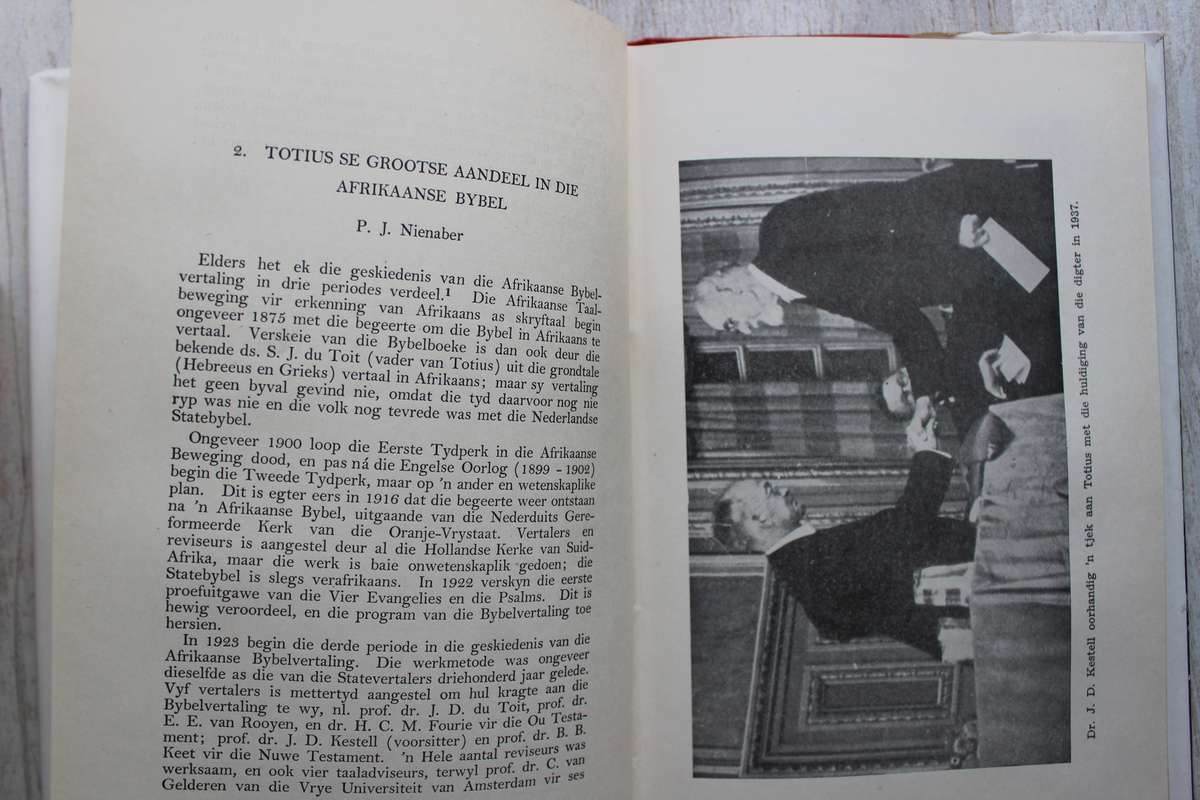 2. TOTIUS SE GROOTSE AANDEEL IN DIE
AFRIKAANSE BYBEL
P. J. Nienaber
Elders het ek die geskiedenis van die Afrikaanse Bybel-
vertaling in drie periodes verdeel.¹ Die Afrikaanse Taal-
beweging vir erkenning van Afrikaans as skryftaal begin
ongeveer 1875 met die begeerte om die Bybel in Afrikaans te
vertaal. Verskeie van die Bybelboeke is dan ook deur die
bekende ds. S. J. du Toit (vader van Totius) uit die grondtale
(Hebreeus en Grieks) vertaal in Afrikaans; maar sy vertaling
het geen byval gevind nie, omdat die tyd daarvoor nog nie
ryp was nie en die volk nog tevrede was met die Nederlandse
Statebybel.
Ongeveer 1900 loop die Eerste Tydperk in die Afrikaanse
Beweging dood, en pas ná die Engelse Oorlog (1899 - 1902)
begin die Tweede Tydperk, maar op 'n ander en wetenskaplike
plan. Dit is egter eers in 1916 dat die begeerte weer ontstaan
na 'n Afrikaanse Bybel, uitgaande van die Nederduits Gere-
formeerde Kerk van die Oranje-Vrystaat. Vertalers en
reviseurs is aangestel deur al die Hollandse Kerke van Suid-
Afrika, maar die werk is baie onwetenskaplik gedoen; die
Statebybel is slegs verafrikaans. In 1922 verskyn die eerste
proefuitgawe van die Vier Evangelies en die Psalms. Dit is
hewig veroordeel, en die program van die Bybelvertaling toe
hersien.
In 1923 begin die derde periode in die geskiedenis van die
Afrikaanse Bybelvertaling. Die werkmetode was ongeveer
dieselfde as die van die Statevertalers driehonderd jaar gelede.
Vyf vertalers is mettertyd aangestel om hul kragte aan die
Bybelvertaling te wy, nl. prof. dr. J. D. du Toit, prof. dr.
E. E. van Rooyen, en dr. H. C. M. Fourie vir die Ou Testa-
ment; prof. dr. J. D. Kestell (voorsitter) en prof. dr. B. B.
Keet vir die Nuwe Testament. 'n Hele aantal reviseurs was
werksaam, en ook vier taaladviseurs, terwyl prof. dr. C. van
Gelderen van die Vrye Universiteit van Amsterdam vir ses
Dr. J. D. Kestell oorhandig 'n tjek aan Totius met die huldiging van die digter in 1937.